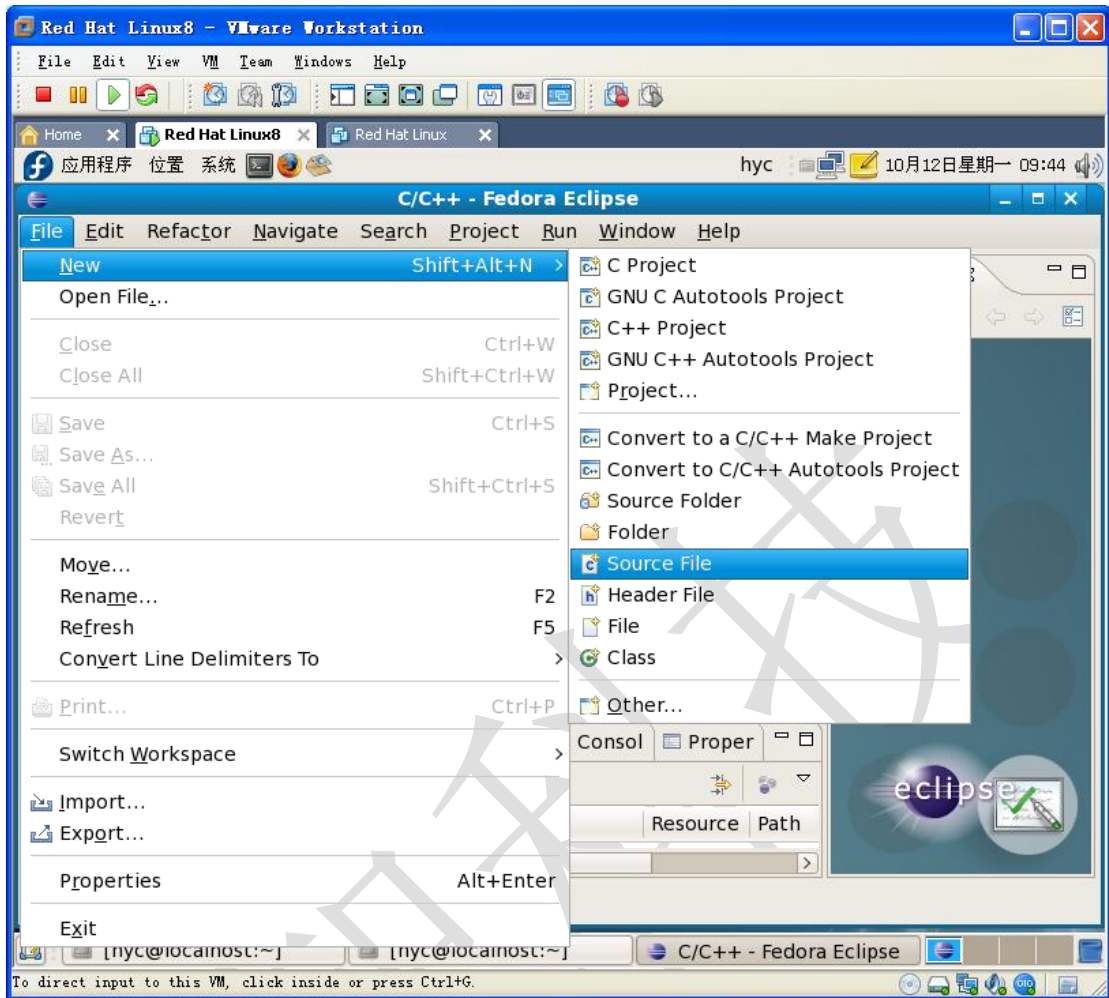 Red Hat Linux8 - VMware Workstation
File Edit View VM Team Windows Help
Home Red Hat Linux8 Red Hat Linux
应用程序 位置 系统 hyc 10月12日星期一 09:44
C/C++ - Fedora Eclipse
File Edit Refactor Navigate Search Project Run Window Help
New Shift+Alt+N
Open File...
Close Ctrl+W
Close All Shift+Ctrl+W
Save Ctrl+S
Save As...
Save All Shift+Ctrl+S
Revert
Move...
Rename... F2
Refresh F5
Convert Line Delimiters To
Print... Ctrl+P
Switch Workspace
Import...
Export...
Properties Alt+Enter
Exit
C Project
GNU C Autotools Project
C++ Project
GNU C++ Autotools Project
Project...
Convert to a C/C++ Make Project
Convert to C/C++ Autotools Project
Source Folder
Folder
Source File
Header File
File
Class
Other...
Consol Proper
Resource Path
eclipse
[hyc@localhost:~] [hyc@localhost:~] C/C++ - Fedora Eclipse
To direct input to this VM, click inside or press Ctrl+G.
科技